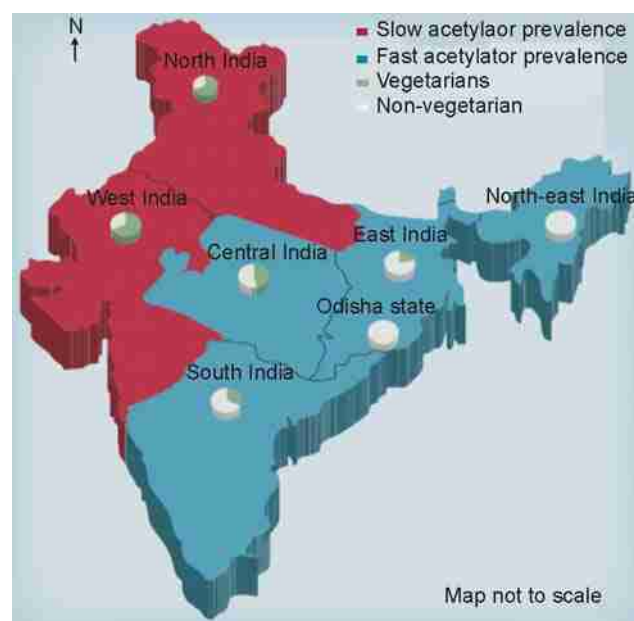 N
Slow acetylaor prevalence
Fast acetylator prevalence
Vegetarians
Non-vegetarian
North India
West India
North-east India
East India
Central India
Odisha state
South India
Map not to scale